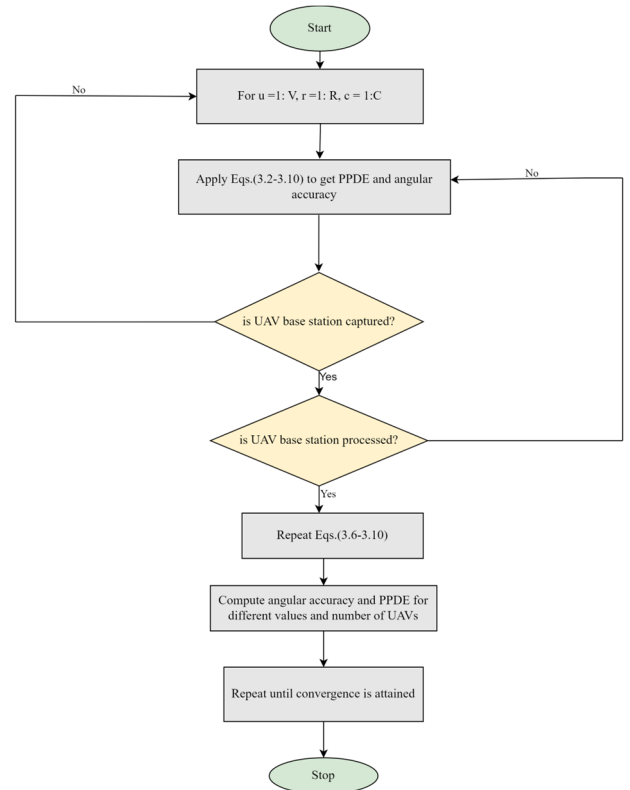 Start
No
For u =1: V, r =1: R, c = 1:C
Apply Eqs.(3.2-3.10) to get PPDE and angular
accuracy
No
is UAV base station captured?
Yes
is UAV base station processed?
Yes
Repeat Eqs.(3.6-3.10)
Compute angular accuracy and PPDE for
different values and number of UAVs
Repeat until convergence is attained
Stop